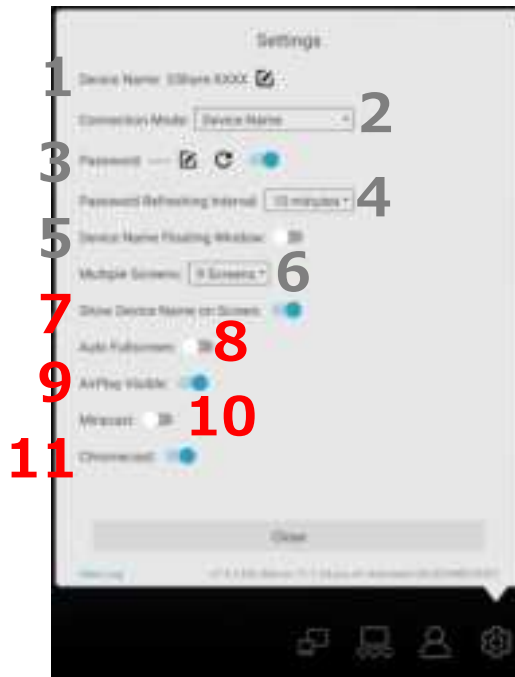 Settings
1 Device Name: EShare-XXXX
Connection Mode: Device Name 2
3 Password:
Password Refreshing Interval: 10 minutes 4
5 Device Name Floating Window:
Multiple Screens: 9 Screens 6
7 Show Device Name on Screen:
Auto Fullscreen: 8
9 AirPlay Visible:
Miracast: 10
11 Chromecast:
Close